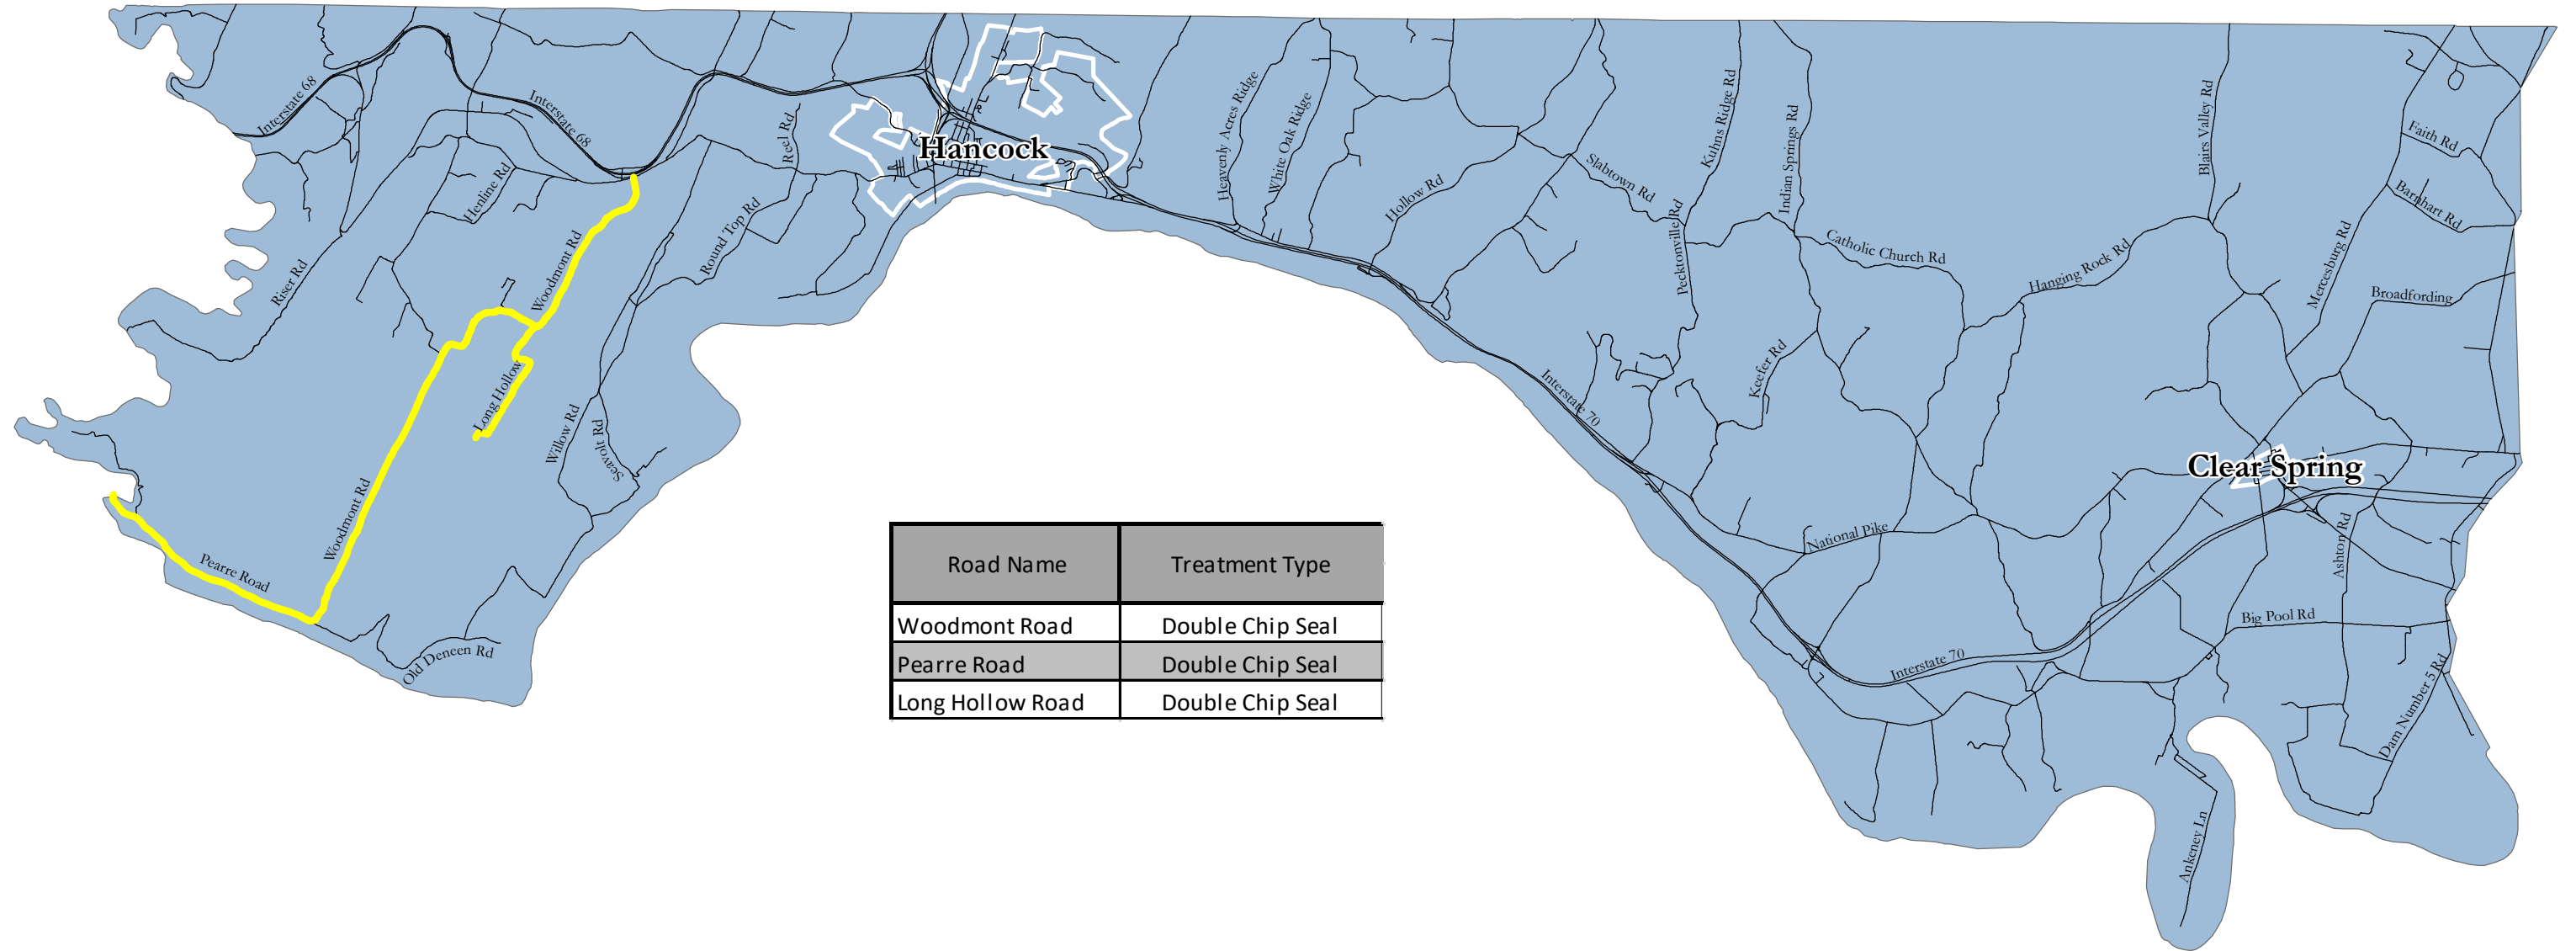 Interstate 68
Interstate 68
Henline Rd
Riser Rd
Woodmont Rd
Long Hollow
Woodmont Rd
Pearre Road
Old Deneen Rd
Willow Rd
Seavolt Rd
Round Top Rd
Reel Rd
Hancock
Heavenly Acres Ridge
White Oak Ridge
Hollow Rd
Slabtown Rd
Kuhns Ridge Rd
Indian Springs Rd
Pecktonville Rd
Catholic Church Rd
Hanging Rock Rd
Blairs Valley Rd
Mercesburg Rd
Faith Rd
Barnhart Rd
Broadfording
Keefer Rd
Interstate 70
National Pike
Clear Spring
Ashton Rd
Big Pool Rd
Interstate 70
Dam Number 5 Rd
Ankeney Ln
Road Name Treatment Type
Woodmont Road Double Chip Seal
Pearre Road Double Chip Seal
Long Hollow Road Double Chip Seal